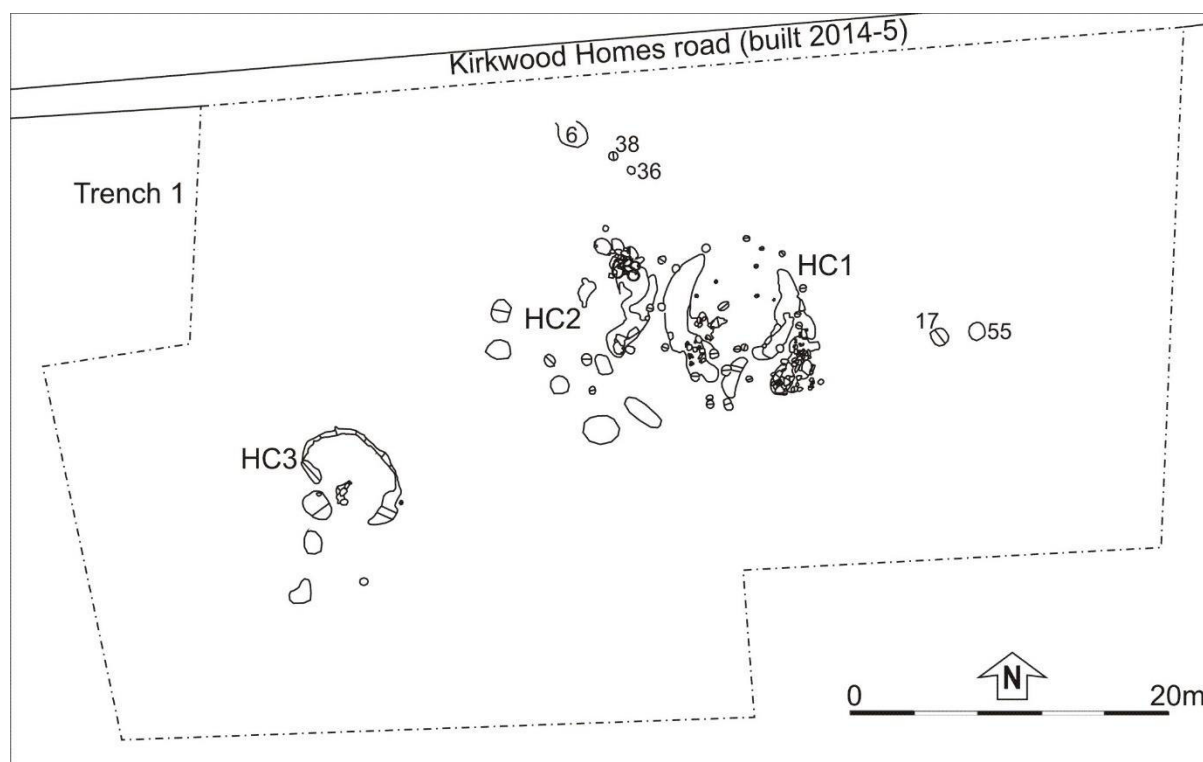 Kirkwood Homes road (built 2014-5)
6
38
36
Trench 1
HC1
HC2
17
55
HC3
N
0
20m